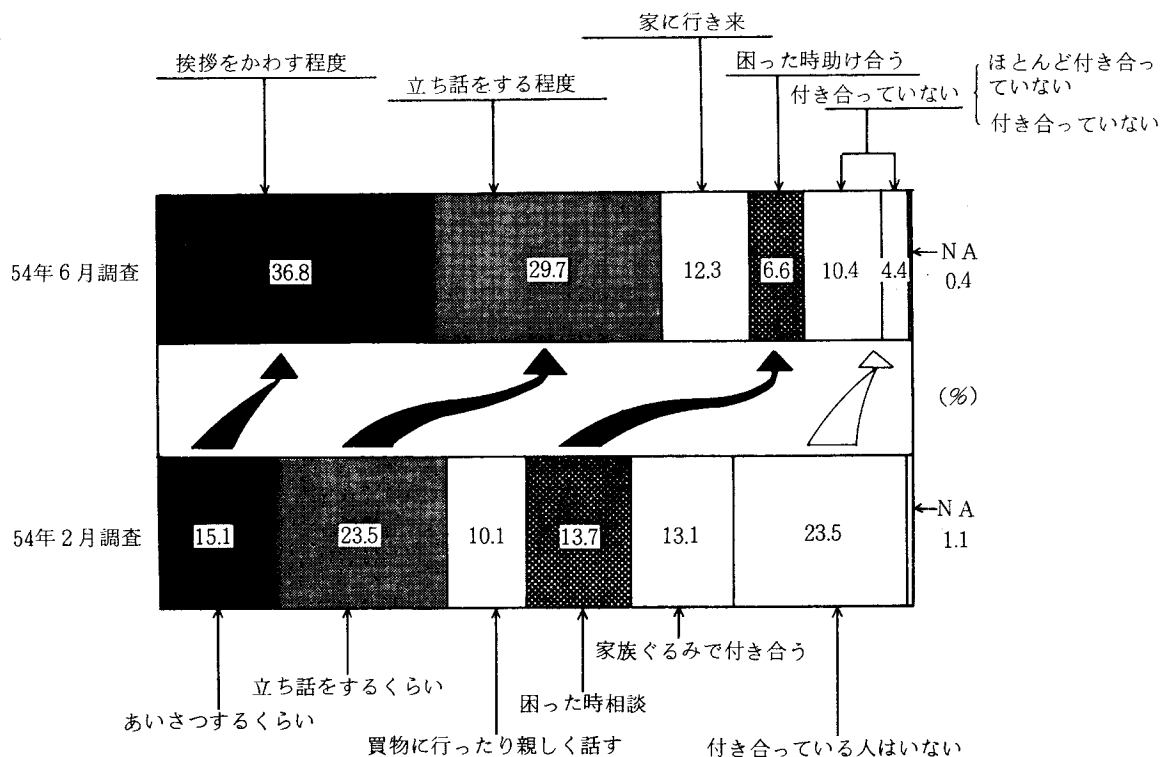 家に行き来
挨拶をかわす程度
困った時助け合う
ほとんど付き合っ
ていない
立ち話をする程度
付き合っていない
付き合っていない
54年6月調査
36.8
29.7
12.3
6.6
10.4
4.4
NA
0.4
(%)
54年2月調査
15.1
23.5
10.1
13.7
13.1
23.5
NA
1.1
家族ぐるみで付き合う
立ち話をするくらい
困った時相談
あいさつするくらい
買物に行ったり親しく話す
付き合っている人はいない